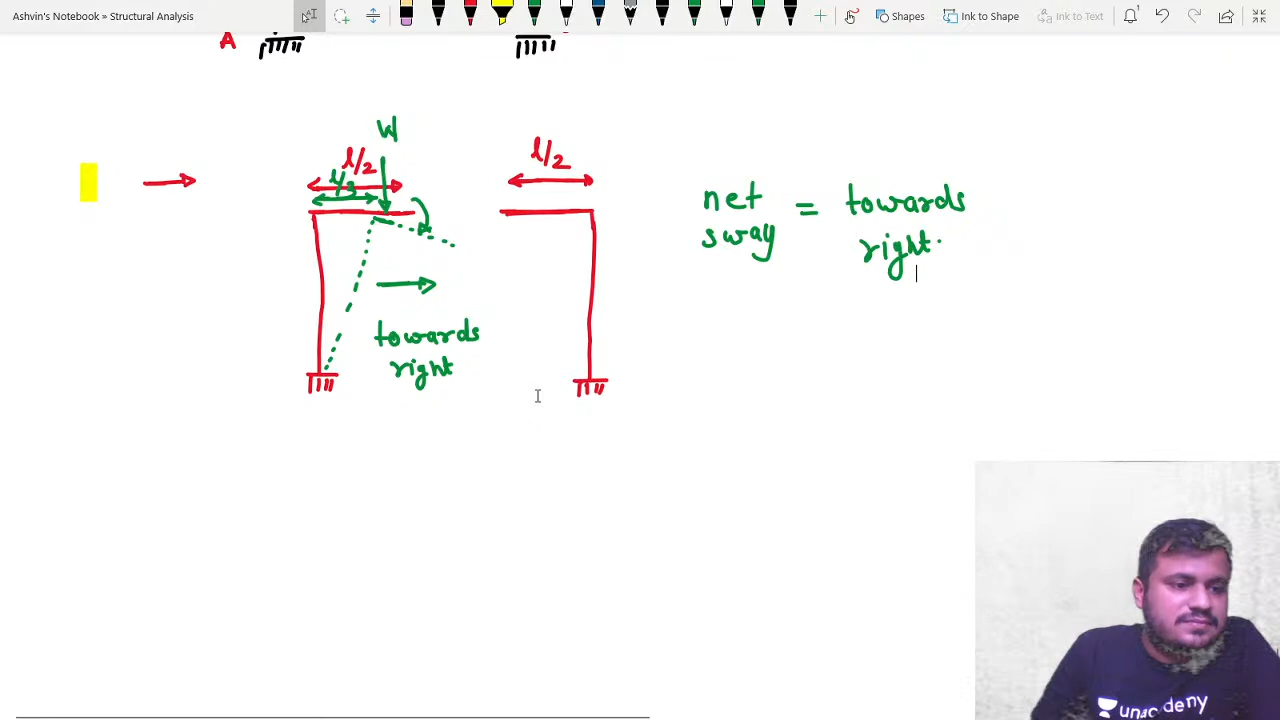 Ashvin's Notebook » Structural Analysis
Shapes
Ink to Shape
Ink to Text
A
W
l/2
l/3
l/2
net
sway
= towards
right.
towards
right
unacademy